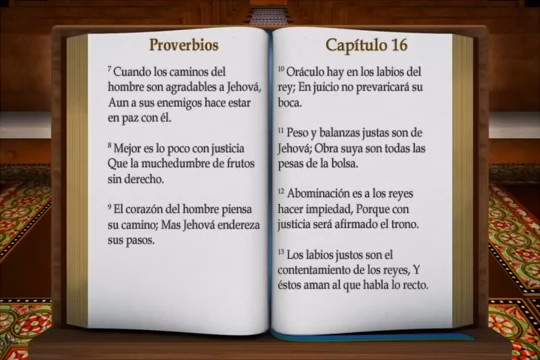 Proverbios
7 Cuando los caminos del
hombre son agradables a Jehová,
Aun a sus enemigos hace estar
en paz con él.
8 Mejor es lo poco con justicia
Que la muchedumbre de frutos
sin derecho.
9 El corazón del hombre piensa
su camino; Mas Jehová endereza
sus pasos.
Capítulo 16
10 Oráculo hay en los labios del
rey; En juicio no prevaricará su
boca.
11 Peso y balanzas justas son de
Jehová; Obra suya son todas las
pesas de la bolsa.
12 Abominación es a los reyes
hacer impiedad, Porque con
justicia será afirmado el trono.
13 Los labios justos son el
contentamiento de los reyes, Y
éstos aman al que habla lo recto.